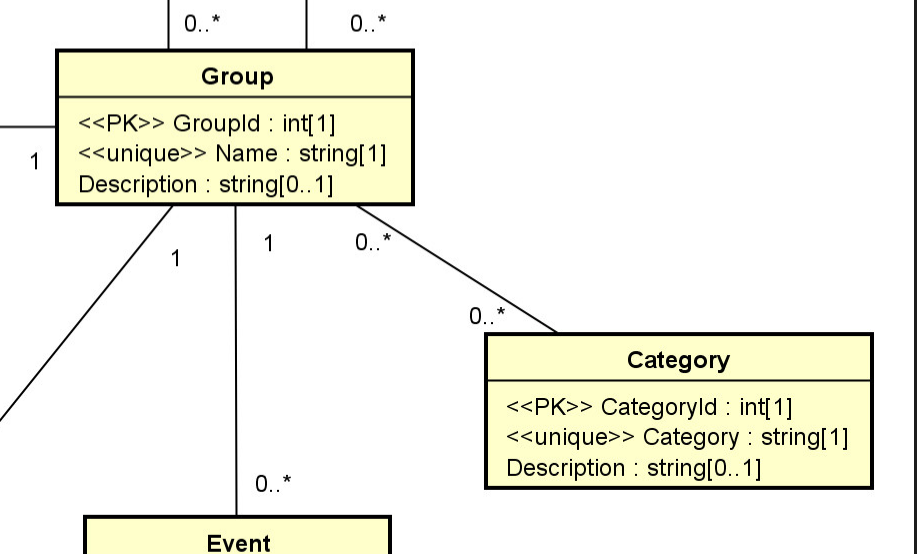 0..*
0..*
Group
<<PK>> GroupId : int[1]
<<unique>> Name : string[1]
Description : string[0..1]
1
1
1
0..*
0..*
Category
<<PK>> CategoryId : int[1]
<<unique>> Category : string[1]
Description : string[0..1]
0..*
Event